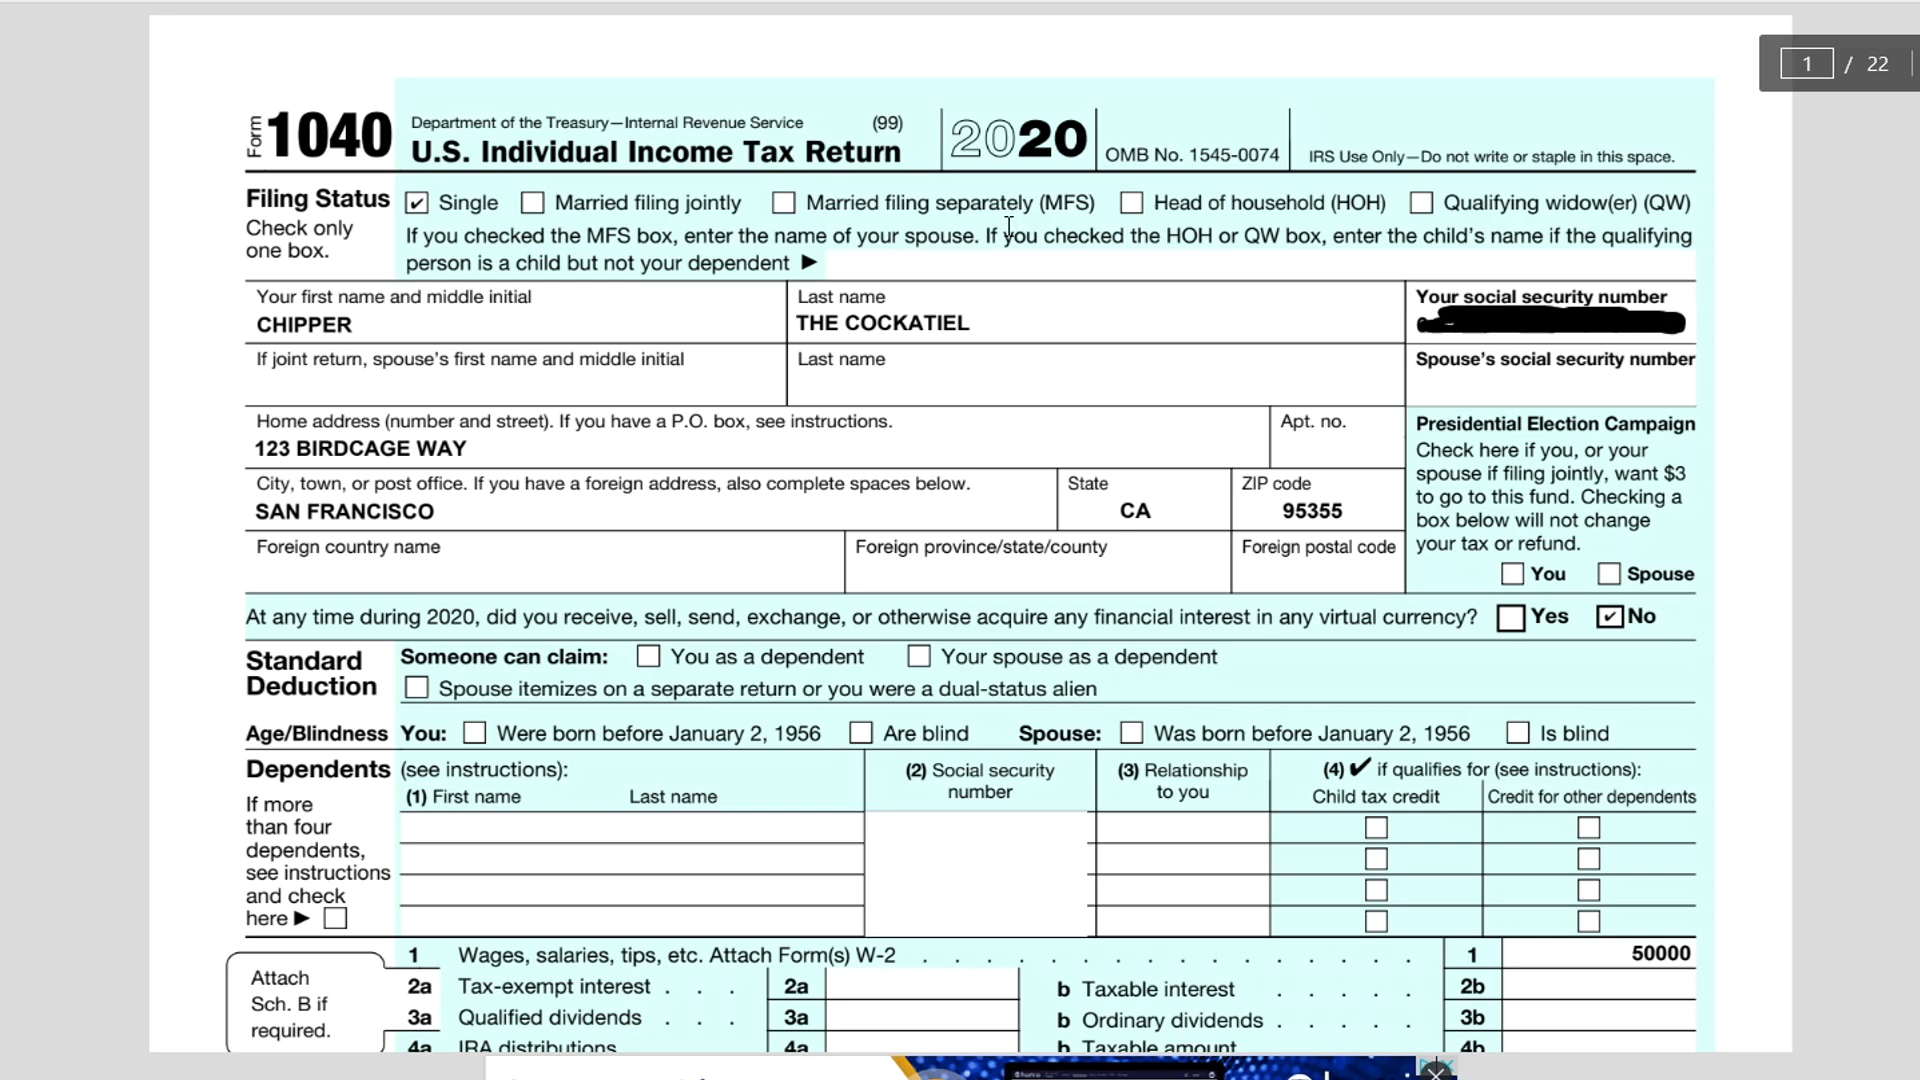 1 / 22
Form 1040 Department of the Treasury—Internal Revenue Service (99) U.S. Individual Income Tax Return 2020 OMB No. 1545-0074 IRS Use Only—Do not write or staple in this space.
Filing Status Check only one box.
✔ Single Married filing jointly Married filing separately (MFS) Head of household (HOH) Qualifying widow(er) (QW)
If you checked the MFS box, enter the name of your spouse. If you checked the HOH or QW box, enter the child's name if the qualifying
person is a child but not your dependent ▶
Your first name and middle initial Last name Your social security number
CHIPPER THE COCKATIEL
If joint return, spouse's first name and middle initial Last name Spouse's social security number
Home address (number and street). If you have a P.O. box, see instructions. Apt. no.
123 BIRDCAGE WAY
City, town, or post office. If you have a foreign address, also complete spaces below. State ZIP code
SAN FRANCISCO CA 95355
Foreign country name Foreign province/state/county Foreign postal code
Presidential Election Campaign
Check here if you, or your
spouse if filing jointly, want $3
to go to this fund. Checking a
box below will not change
your tax or refund.
You Spouse
At any time during 2020, did you receive, sell, send, exchange, or otherwise acquire any financial interest in any virtual currency? Yes ✔ No
Standard
Deduction
Someone can claim: You as a dependent Your spouse as a dependent
Spouse itemizes on a separate return or you were a dual-status alien
Age/Blindness You: Were born before January 2, 1956 Are blind Spouse: Was born before January 2, 1956 Is blind
Dependents (see instructions): (2) Social security number (3) Relationship to you (4) ✔ if qualifies for (see instructions):
(1) First name Last name Child tax credit Credit for other dependents
If more
than four
dependents,
see instructions
and check
here ▶
Attach
Sch. B if
required.
1 Wages, salaries, tips, etc. Attach Form(s) W-2 . . . . . . . . . . . . . . . . 1 50000
2a Tax-exempt interest . . . 2a b Taxable interest . . . . . 2b
3a Qualified dividends . . . 3a b Ordinary dividends . . . . . 3b
4a IRA distributions 4a b Taxable amount 4b